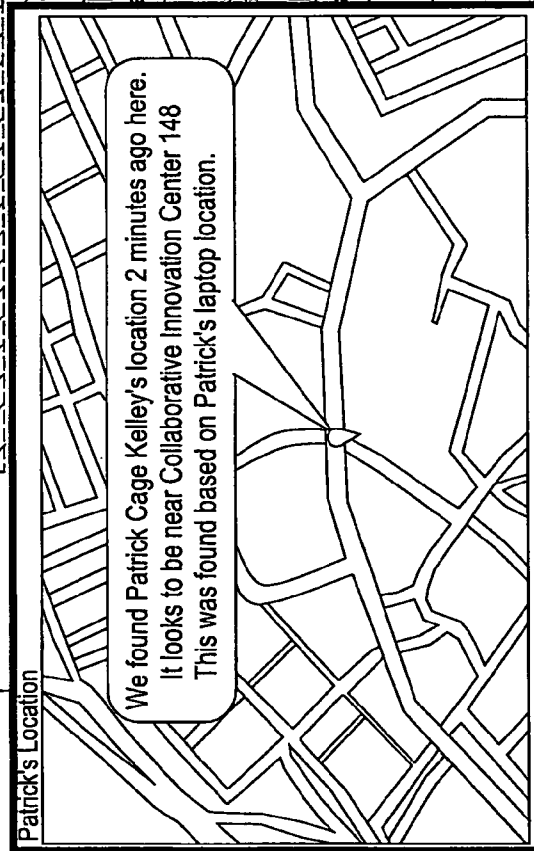 Patrick's Location
We found Patrick Cage Kelley's location 2 minutes ago here.
It looks to be near Collaborative Innovation Center 148
This was found based on Patrick's laptop location.